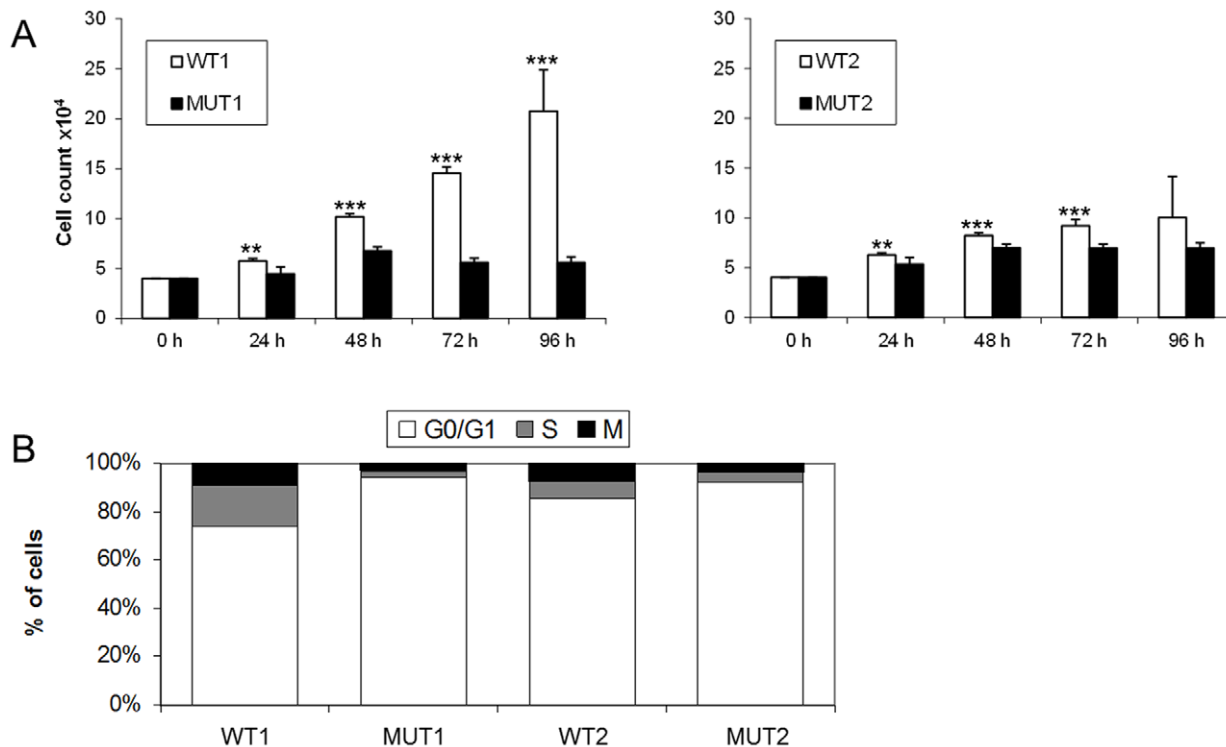 A
Cell count x10⁴
30
25
20
15
10
5
0
WT1
MUT1
**
***
***
***
0 h 24 h 48 h 72 h 96 h
30
25
20
15
10
5
0
WT2
MUT2
**
***
***
0 h 24 h 48 h 72 h 96 h
B
G0/G1 S M
% of cells
100%
80%
60%
40%
20%
0%
WT1 MUT1 WT2 MUT2